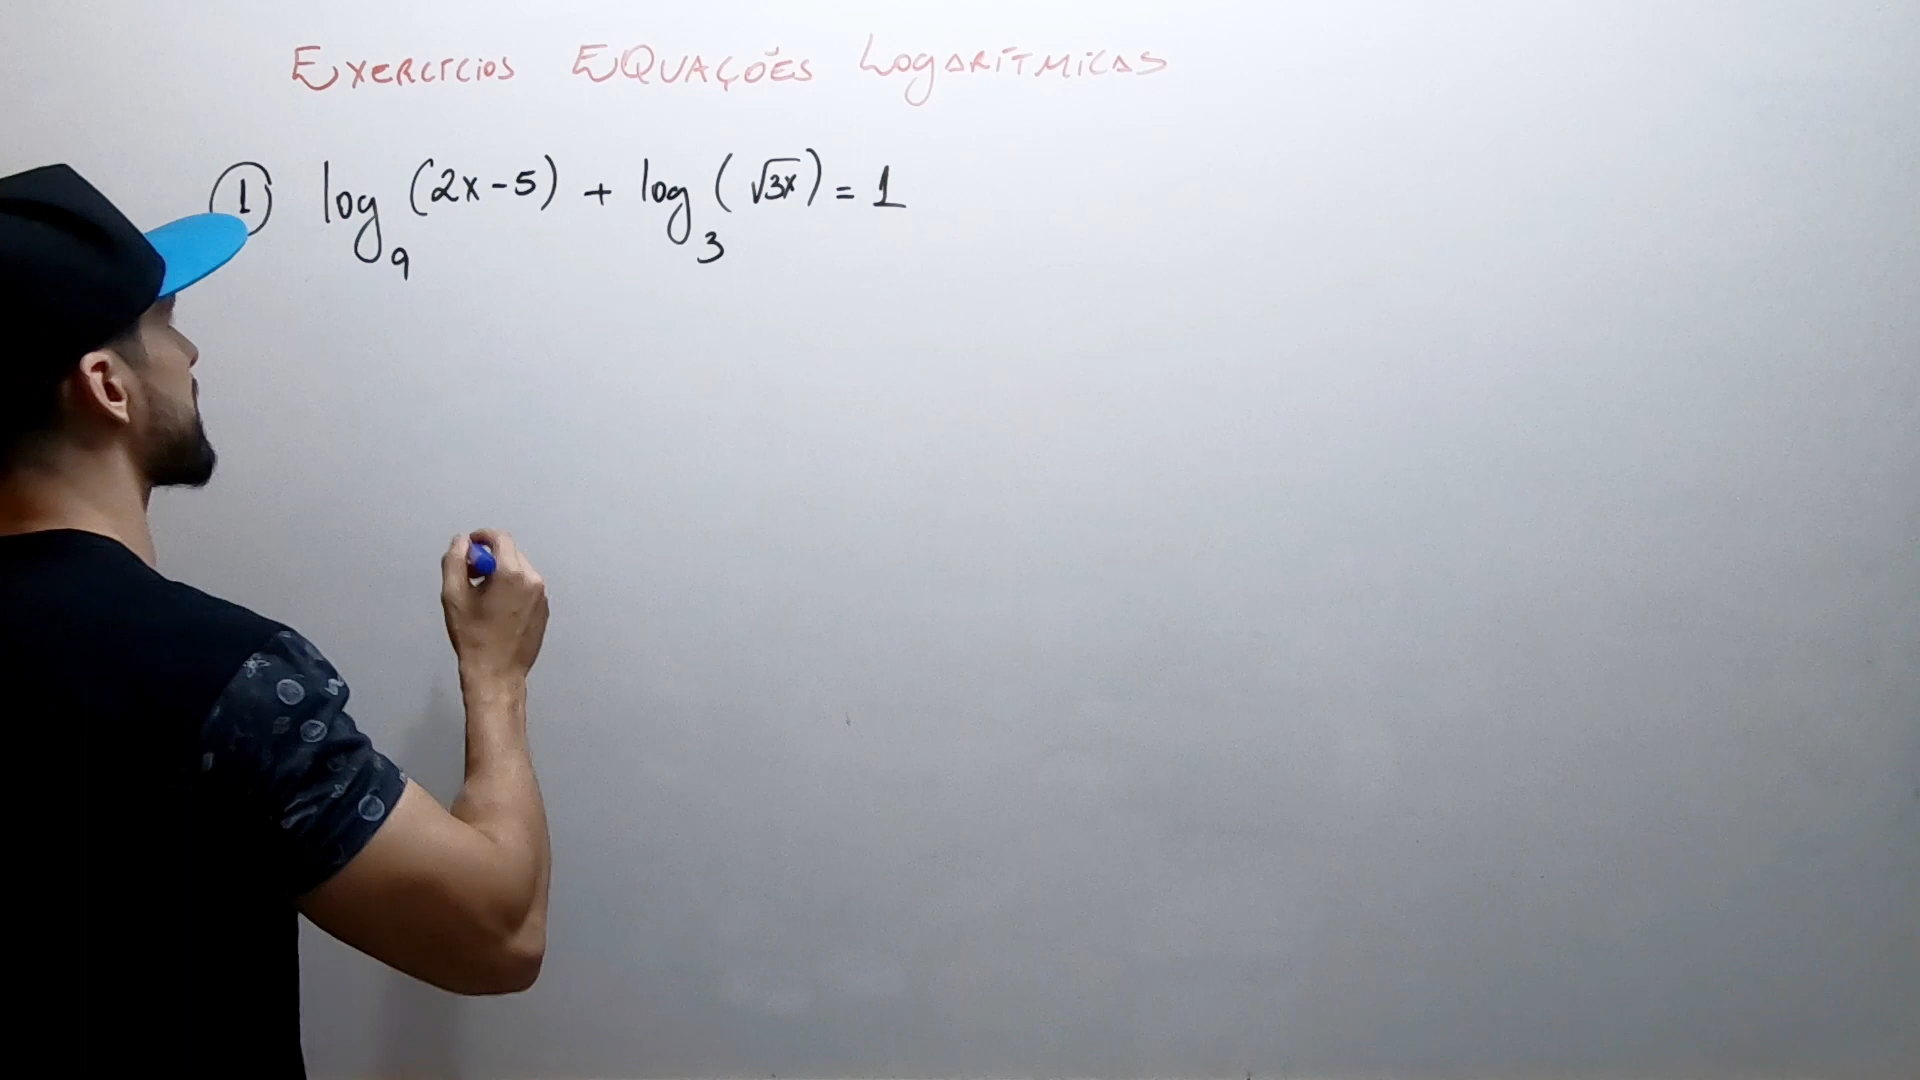 Exercícios Equações Logarítmicas
1 log₉ (2x-5) + log₃ (√3x) = 1